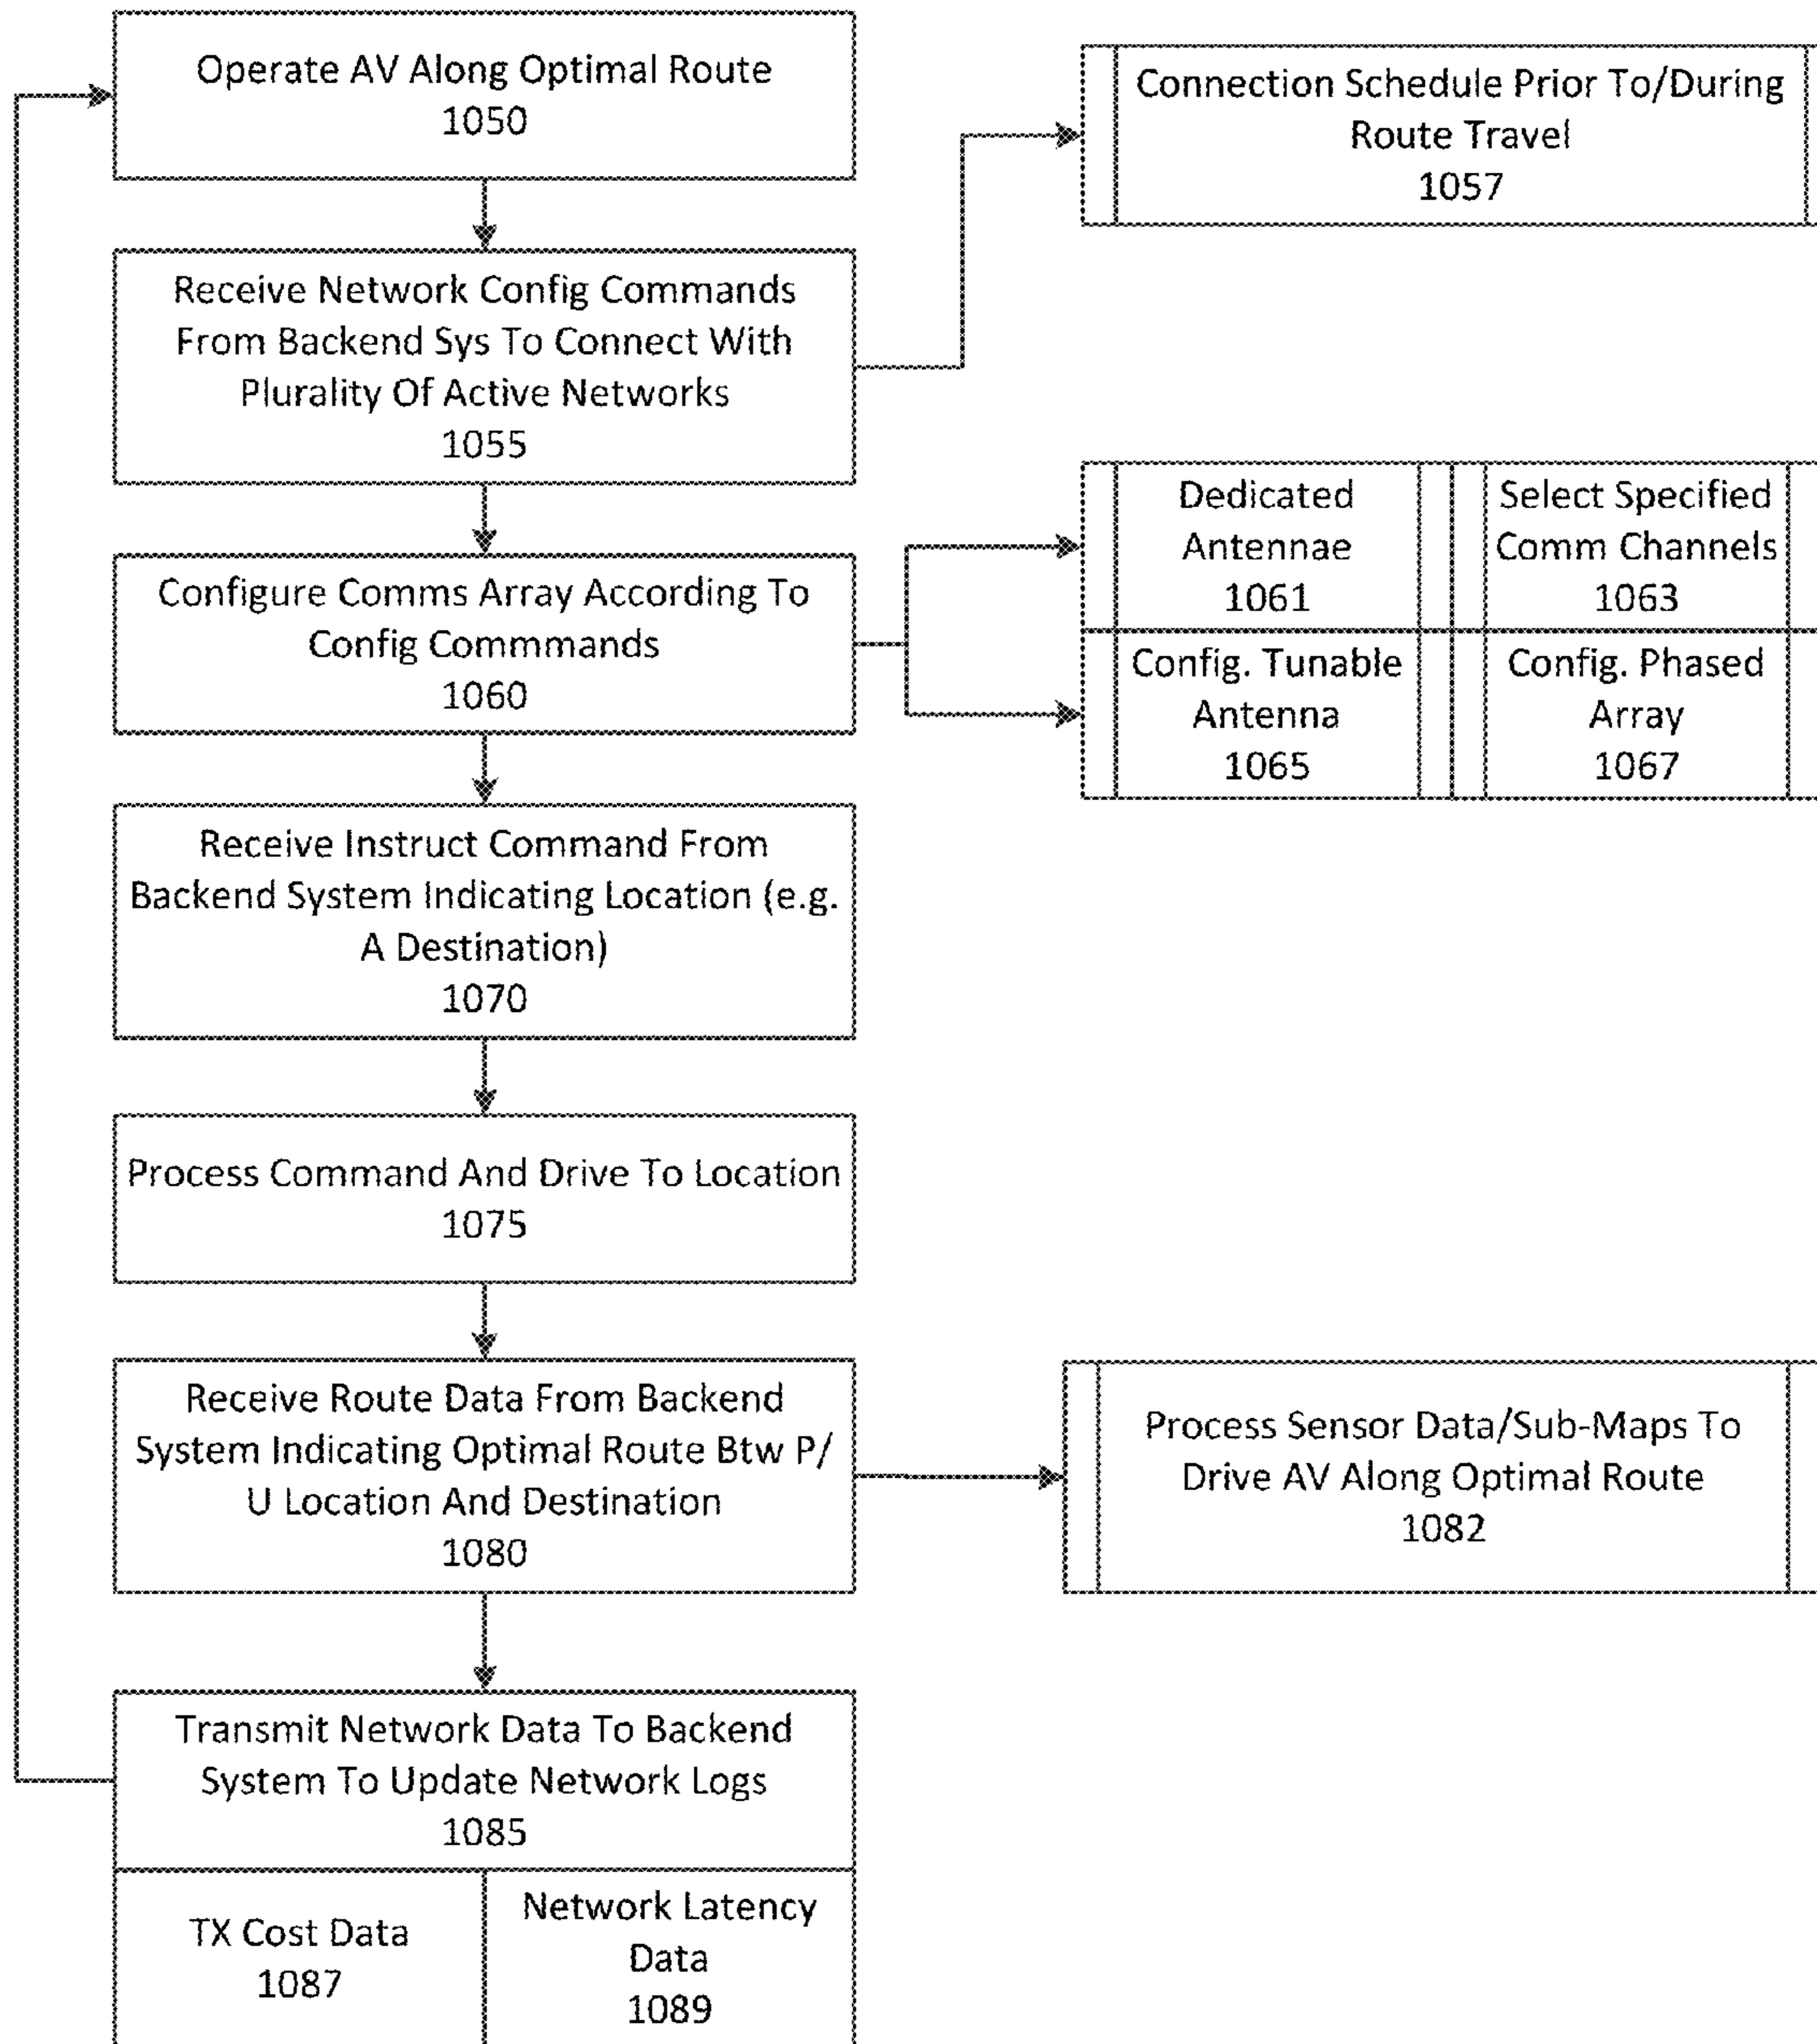 Operate AV Along Optimal Route
1050
Connection Schedule Prior To/During
Route Travel
1057
Receive Network Config Commands
From Backend Sys To Connect With
Plurality Of Active Networks
1055
Dedicated
Antennae
1061
Select Specified
Comm Channels
1063
Configure Comms Array According To
Config Commmands
1060
Config. Tunable
Antenna
1065
Config. Phased
Array
1067
Receive Instruct Command From
Backend System Indicating Location (e.g.
A Destination)
1070
Process Command And Drive To Location
1075
Receive Route Data From Backend
System Indicating Optimal Route Btw P/
U Location And Destination
1080
Process Sensor Data/Sub-Maps To
Drive AV Along Optimal Route
1082
Transmit Network Data To Backend
System To Update Network Logs
1085
TX Cost Data
1087
Network Latency
Data
1089